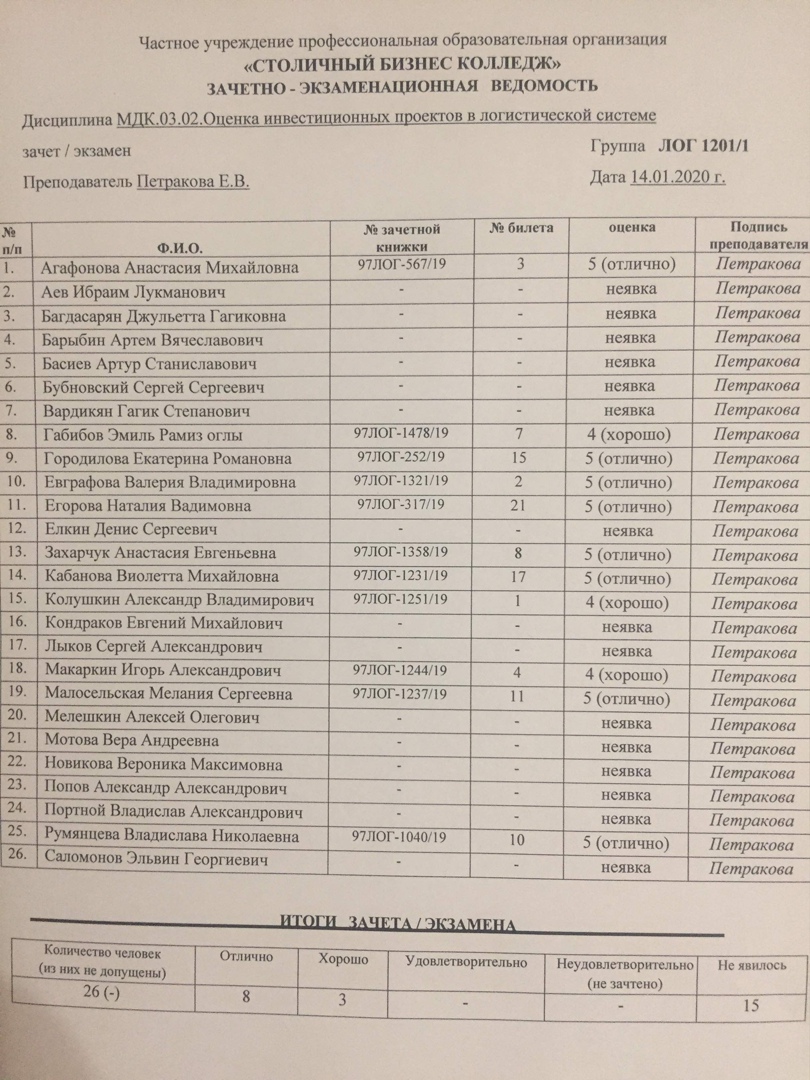 Частное учреждение профессиональная образовательная организация
«СТОЛИЧНЫЙ БИЗНЕС КОЛЛЕДЖ»
ЗАЧЕТНО - ЭКЗАМЕНАЦИОННАЯ ВЕДОМОСТЬ
Дисциплина МДК.03.02.Оценка инвестиционных проектов в логистической системе
зачет / экзамен Группа ЛОГ 1201/1
Преподаватель Петракова Е.В. Дата 14.01.2020 г.
№ п/п Ф.И.О. № зачетной книжки № билета оценка Подпись преподавателя
1. Агафонова Анастасия Михайловна 97ЛОГ-567/19 3 5 (отлично) Петракова
2. Аев Ибраим Лукманович - - неявка Петракова
3. Багдасарян Джульетта Гагиковна - - неявка Петракова
4. Барыбин Артем Вячеславович - - неявка Петракова
5. Басиев Артур Станиславович - - неявка Петракова
6. Бубновский Сергей Сергеевич - - неявка Петракова
7. Вардикян Гагик Степанович - - неявка Петракова
8. Габибов Эмиль Рамиз оглы 97ЛОГ-1478/19 7 4 (хорошо) Петракова
9. Городилова Екатерина Романовна 97ЛОГ-252/19 15 5 (отлично) Петракова
10. Евграфова Валерия Владимировна 97ЛОГ-1321/19 2 5 (отлично) Петракова
11. Егорова Наталия Вадимовна 97ЛОГ-317/19 21 5 (отлично) Петракова
12. Елкин Денис Сергеевич - - неявка Петракова
13. Захарчук Анастасия Евгеньевна 97ЛОГ-1358/19 8 5 (отлично) Петракова
14. Кабанова Виолетта Михайловна 97ЛОГ-1231/19 17 5 (отлично) Петракова
15. Колушкин Александр Владимирович 97ЛОГ-1251/19 1 4 (хорошо) Петракова
16. Кондраков Евгений Михайлович - - неявка Петракова
17. Лыков Сергей Александрович - - неявка Петракова
18. Макаркин Игорь Александрович 97ЛОГ-1244/19 4 4 (хорошо) Петракова
19. Малосельская Мелания Сергеевна 97ЛОГ-1237/19 11 5 (отлично) Петракова
20. Мелешкин Алексей Олегович - - неявка Петракова
21. Мотова Вера Андреевна - - неявка Петракова
22. Новикова Вероника Максимовна - - неявка Петракова
23. Попов Александр Александрович - - неявка Петракова
24. Портной Владислав Александрович - - неявка Петракова
25. Румянцева Владислава Николаевна 97ЛОГ-1040/19 10 5 (отлично) Петракова
26. Саломонов Эльвин Георгиевич - - неявка Петракова
ИТОГИ ЗАЧЕТА / ЭКЗАМЕНА
Количество человек (из них не допущены) Отлично Хорошо Удовлетворительно Неудовлетворительно (не зачтено) Не явилось
26 (-) 8 3 - - 15